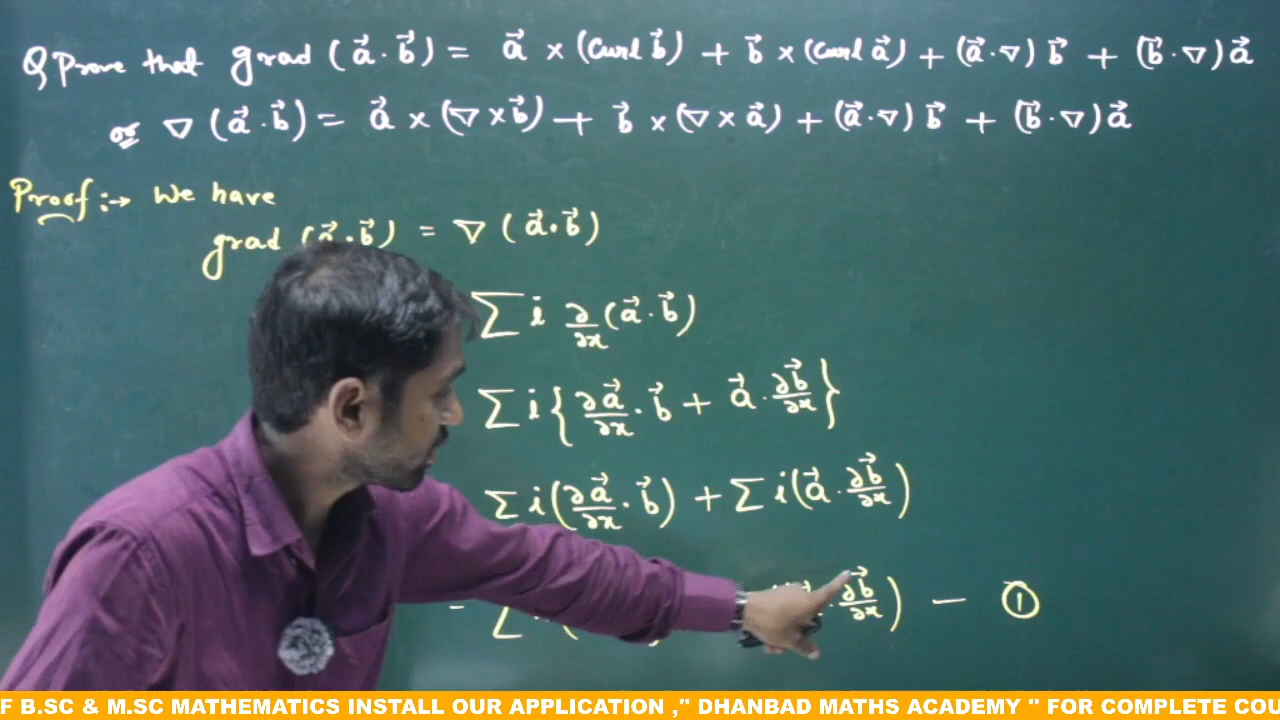 Q Prove that grad (a⃗ · b⃗) = a⃗ × (curl b⃗) + b⃗ × (curl a⃗) + (a⃗ · ∇) b⃗ + (b⃗ · ∇) a⃗
or ∇ (a⃗ · b⃗) = a⃗ × (∇ × b⃗) + b⃗ × (∇ × a⃗) + (a⃗ · ∇) b⃗ + (b⃗ · ∇) a⃗
Proof :→ We have
grad (a⃗ · b⃗) = ∇ (a⃗ · b⃗)
∑ i ∂/∂x (a⃗ · b⃗)
∑ i { ∂a⃗/∂x · b⃗ + a⃗ · ∂b⃗/∂x }
∑ i (∂a⃗/∂x · b⃗) + ∑ i (a⃗ · ∂b⃗/∂x)
= ∑ · ∂b⃗/∂x) — ①
F B.SC & M.SC MATHEMATICS INSTALL OUR APPLICATION ," DHANBAD MATHS ACADEMY " FOR COMPLETE COU